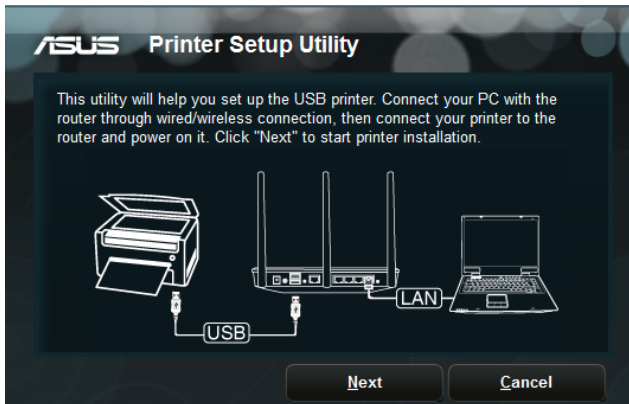 ASUS Printer Setup Utility
This utility will help you set up the USB printer. Connect your PC with the
router through wired/wireless connection, then connect your printer to the
router and power on it. Click "Next" to start printer installation.
LAN
USB
Next
Cancel